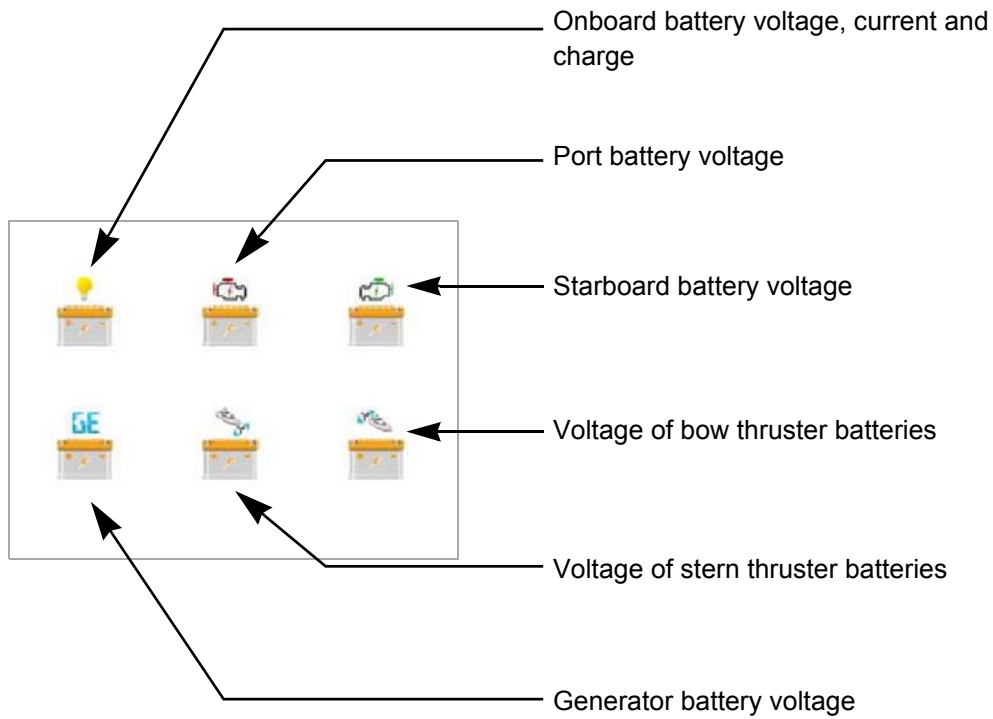 Onboard battery voltage, current and
charge
Port battery voltage
Starboard battery voltage
GE
Voltage of bow thruster batteries
Voltage of stern thruster batteries
Generator battery voltage